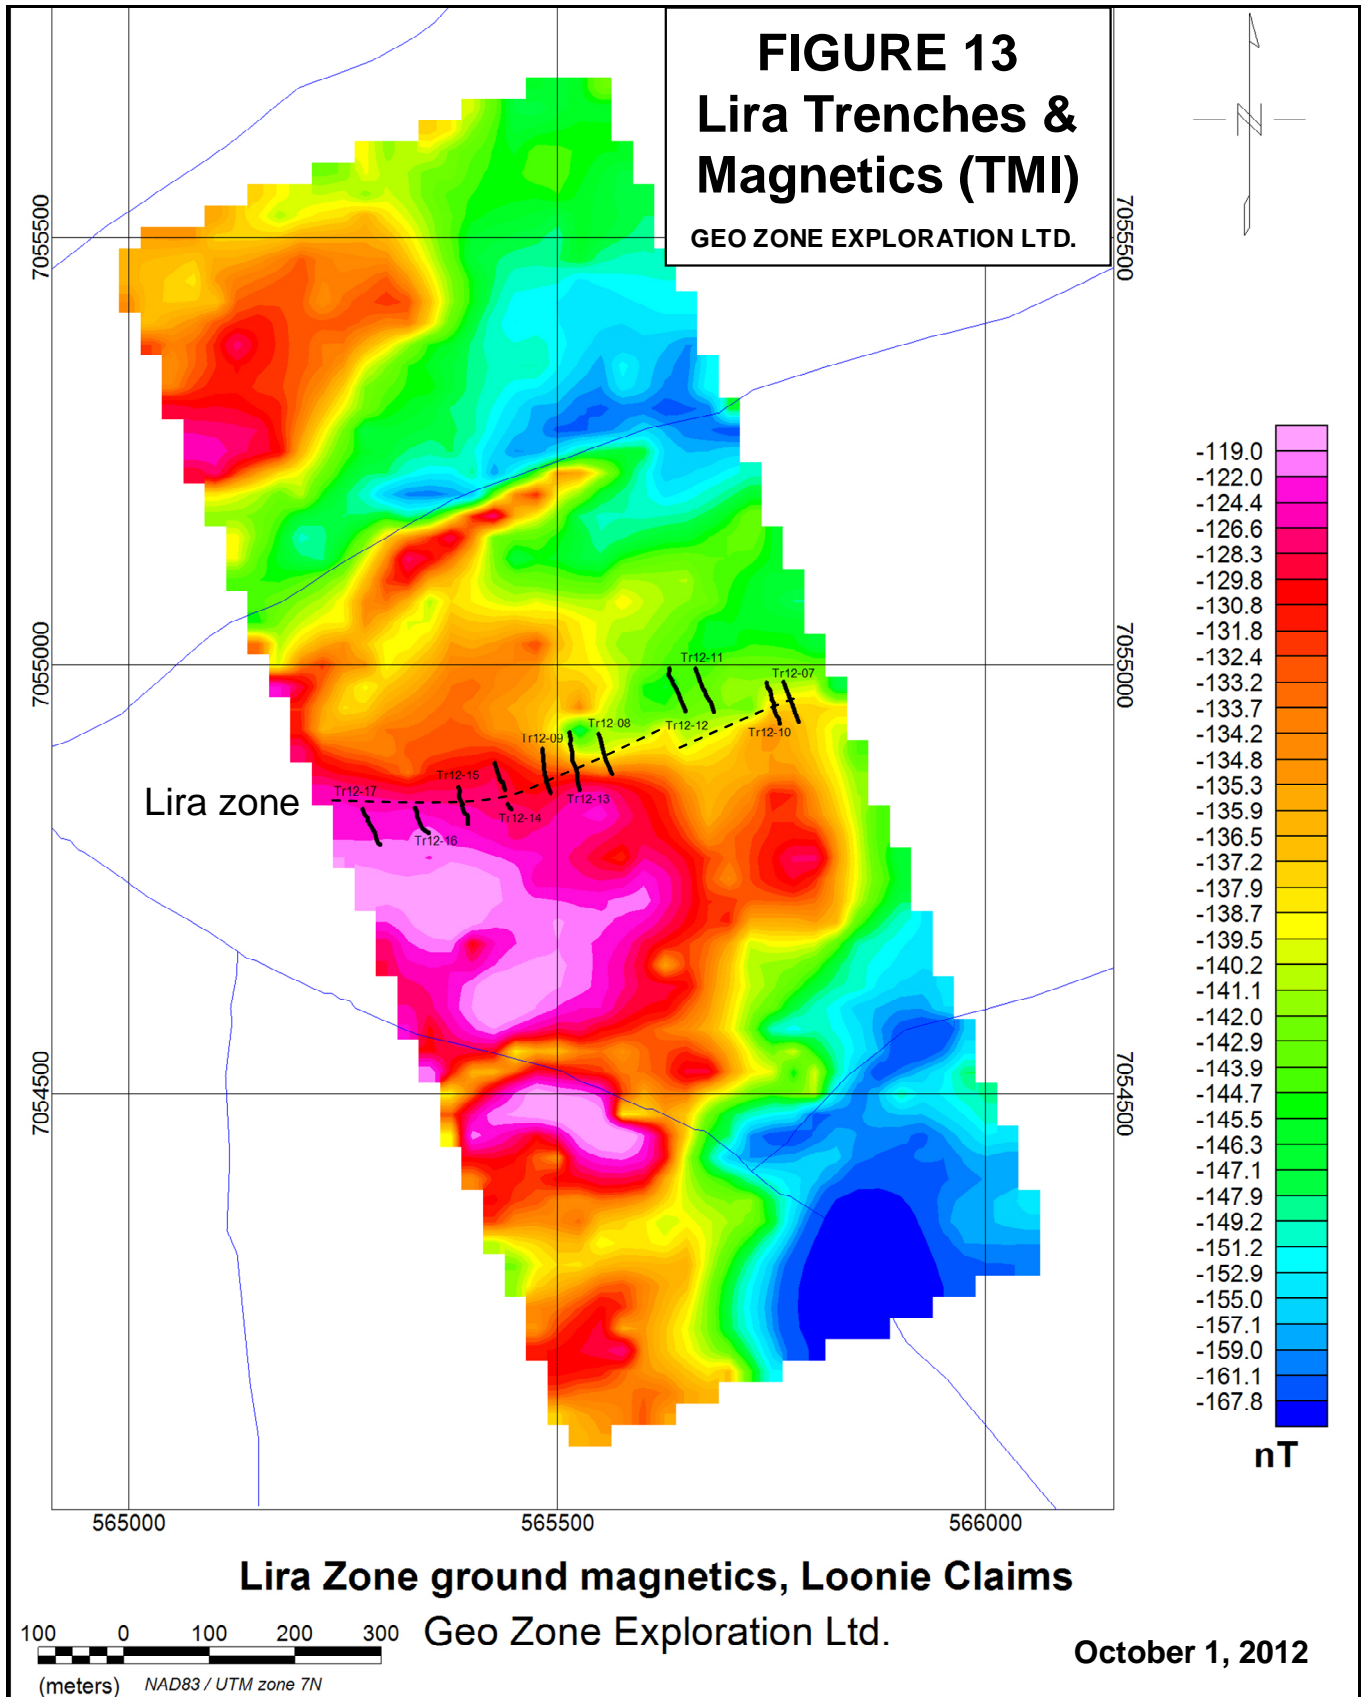 FIGURE 13
Lira Trenches &
Magnetics (TMI)
GEO ZONE EXPLORATION LTD.
N
7055500
7055500
7055000
7055000
7054500
7054500
Tr12-11
Tr12-07
Tr12-08
Tr12-12
Tr12-10
Tr12-09
Tr12-15
Tr12-17
Tr12-13
Tr12-14
Tr12-16
Lira zone
-119.0
-122.0
-124.4
-126.6
-128.3
-129.8
-130.8
-131.8
-132.4
-133.2
-133.7
-134.2
-134.8
-135.3
-135.9
-136.5
-137.2
-137.9
-138.7
-139.5
-140.2
-141.1
-142.0
-142.9
-143.9
-144.7
-145.5
-146.3
-147.1
-147.9
-149.2
-151.2
-152.9
-155.0
-157.1
-159.0
-161.1
-167.8
nT
565000 565500 566000
Lira Zone ground magnetics, Loonie Claims
Geo Zone Exploration Ltd.
100 0 100 200 300
(meters) NAD83 / UTM zone 7N
October 1, 2012